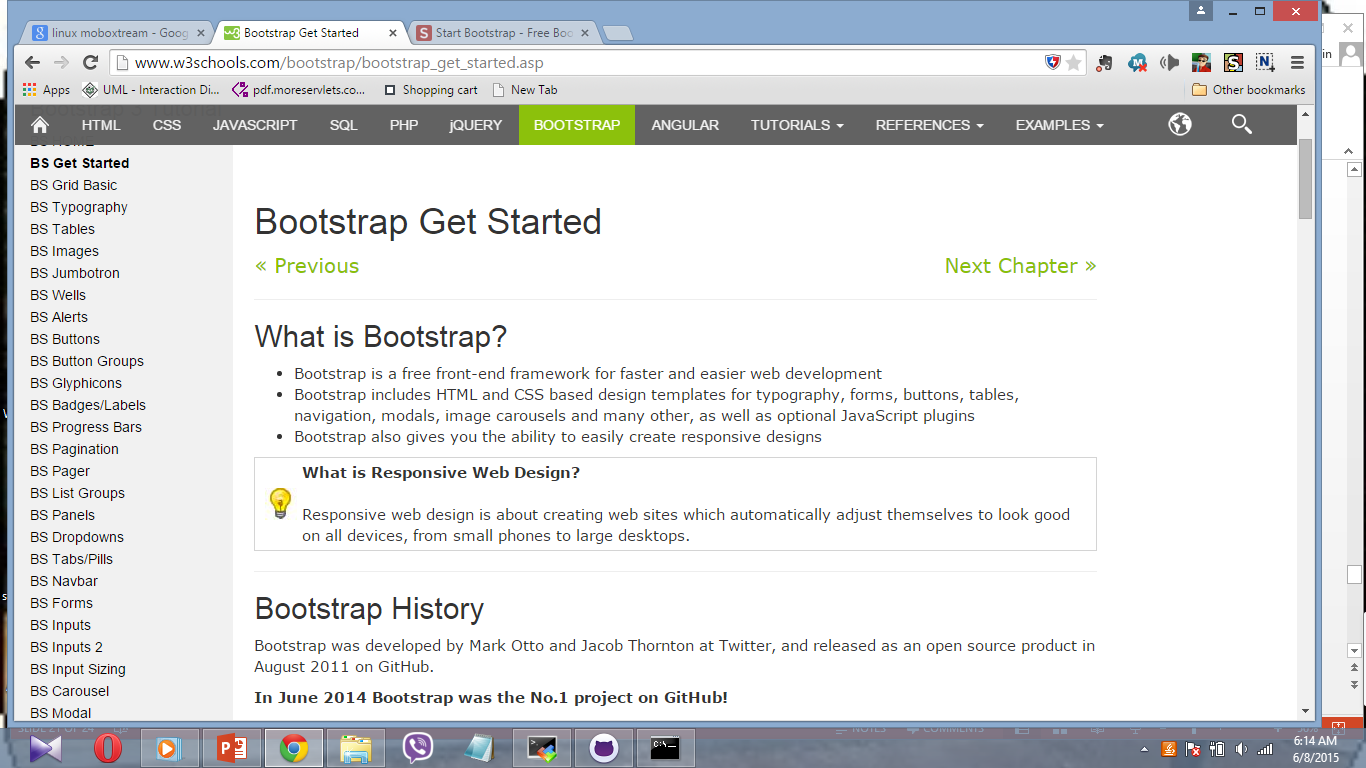 linux moboxtream - Goog
Bootstrap Get Started
Start Bootstrap - Free Boo
www.w3schools.com/bootstrap/bootstrap_get_started.asp
Apps
UML - Interaction Di...
pdf.moreservlets.co...
Shopping cart
New Tab
Other bookmarks
HTML
CSS
JAVASCRIPT
SQL
PHP
jQUERY
BOOTSTRAP
ANGULAR
TUTORIALS
REFERENCES
EXAMPLES
BS Get Started
BS Grid Basic
BS Typography
BS Tables
BS Images
BS Jumbotron
BS Wells
BS Alerts
BS Buttons
BS Button Groups
BS Glyphicons
BS Badges/Labels
BS Progress Bars
BS Pagination
BS Pager
BS List Groups
BS Panels
BS Dropdowns
BS Tabs/Pills
BS Navbar
BS Forms
BS Inputs
BS Inputs 2
BS Input Sizing
BS Carousel
BS Modal
Bootstrap Get Started
« Previous
Next Chapter »
What is Bootstrap?
• Bootstrap is a free front-end framework for faster and easier web development
• Bootstrap includes HTML and CSS based design templates for typography, forms, buttons, tables,
navigation, modals, image carousels and many other, as well as optional JavaScript plugins
• Bootstrap also gives you the ability to easily create responsive designs
What is Responsive Web Design?
Responsive web design is about creating web sites which automatically adjust themselves to look good
on all devices, from small phones to large desktops.
Bootstrap History
Bootstrap was developed by Mark Otto and Jacob Thornton at Twitter, and released as an open source product in
August 2011 on GitHub.
In June 2014 Bootstrap was the No.1 project on GitHub!
SLIDE 21 OF 24
NOTES
COMMENTS
50%
6:14 AM
6/8/2015